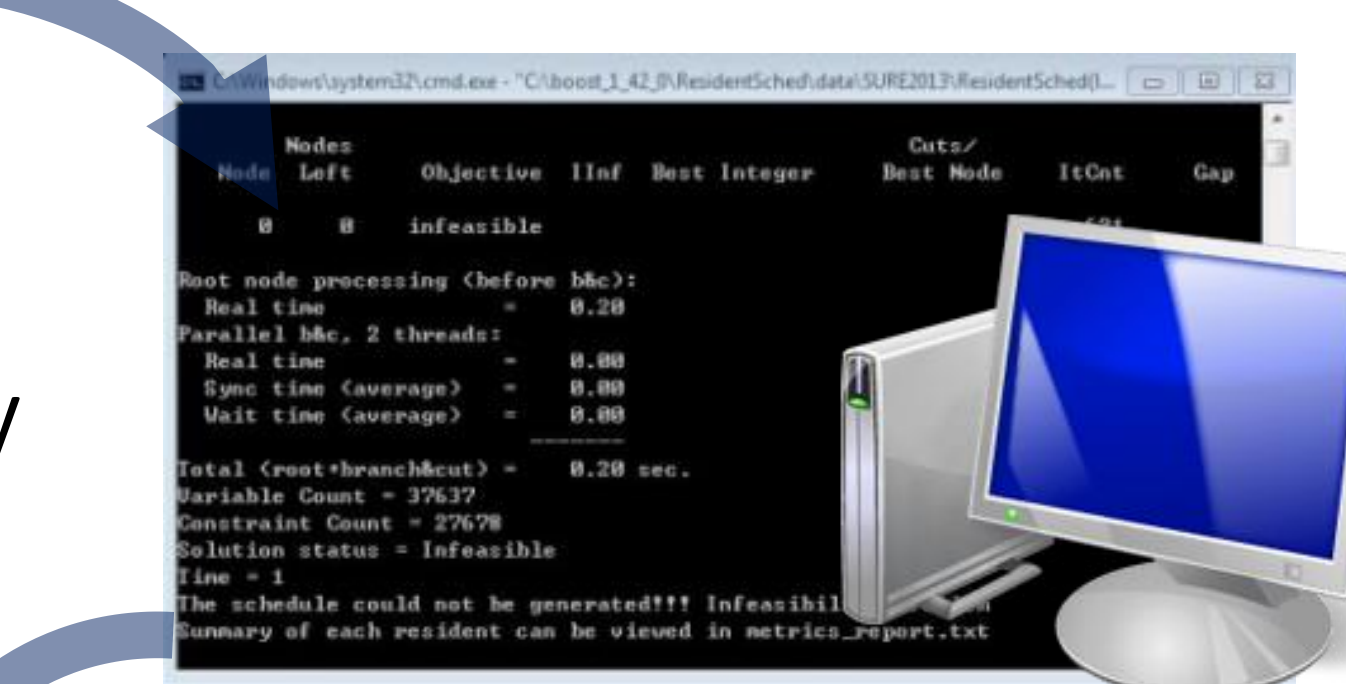 C:\Windows\system32\cmd.exe - "C:\boost_1_42_0\ResidentSched\data\SURE2013\ResidentSched(I...
Nodes Cuts/
Node Left Objective IInf Best Integer Best Node ItCnt Gap
0 0 infeasible
Root node processing (before b&c):
Real time = 0.20
Parallel b&c, 2 threads:
Real time = 0.00
Sync time (average) = 0.00
Wait time (average) = 0.00
-------
Total (root+branch&cut) = 0.20 sec.
Variable Count = 37637
Constraint Count = 27678
Solution status = Infeasible
Time = 1
The schedule could not be generated!!! Infeasibil
Summary of each resident can be viewed in metrics_report.txt